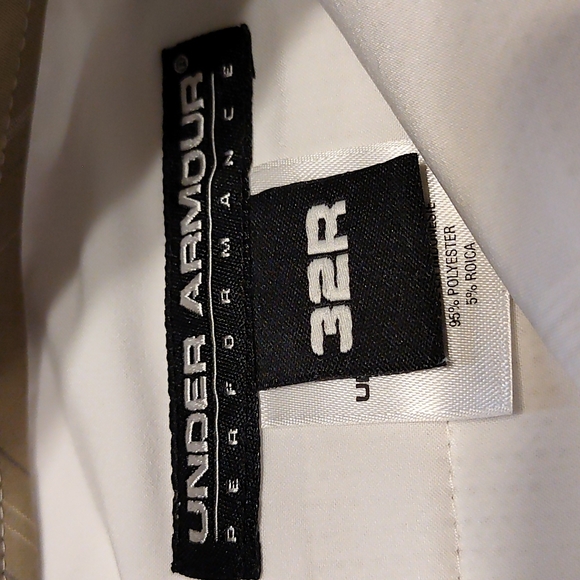 UNDER ARMOUR®
PERFORMANCE
32R
95% POLYESTER
5% ROICA